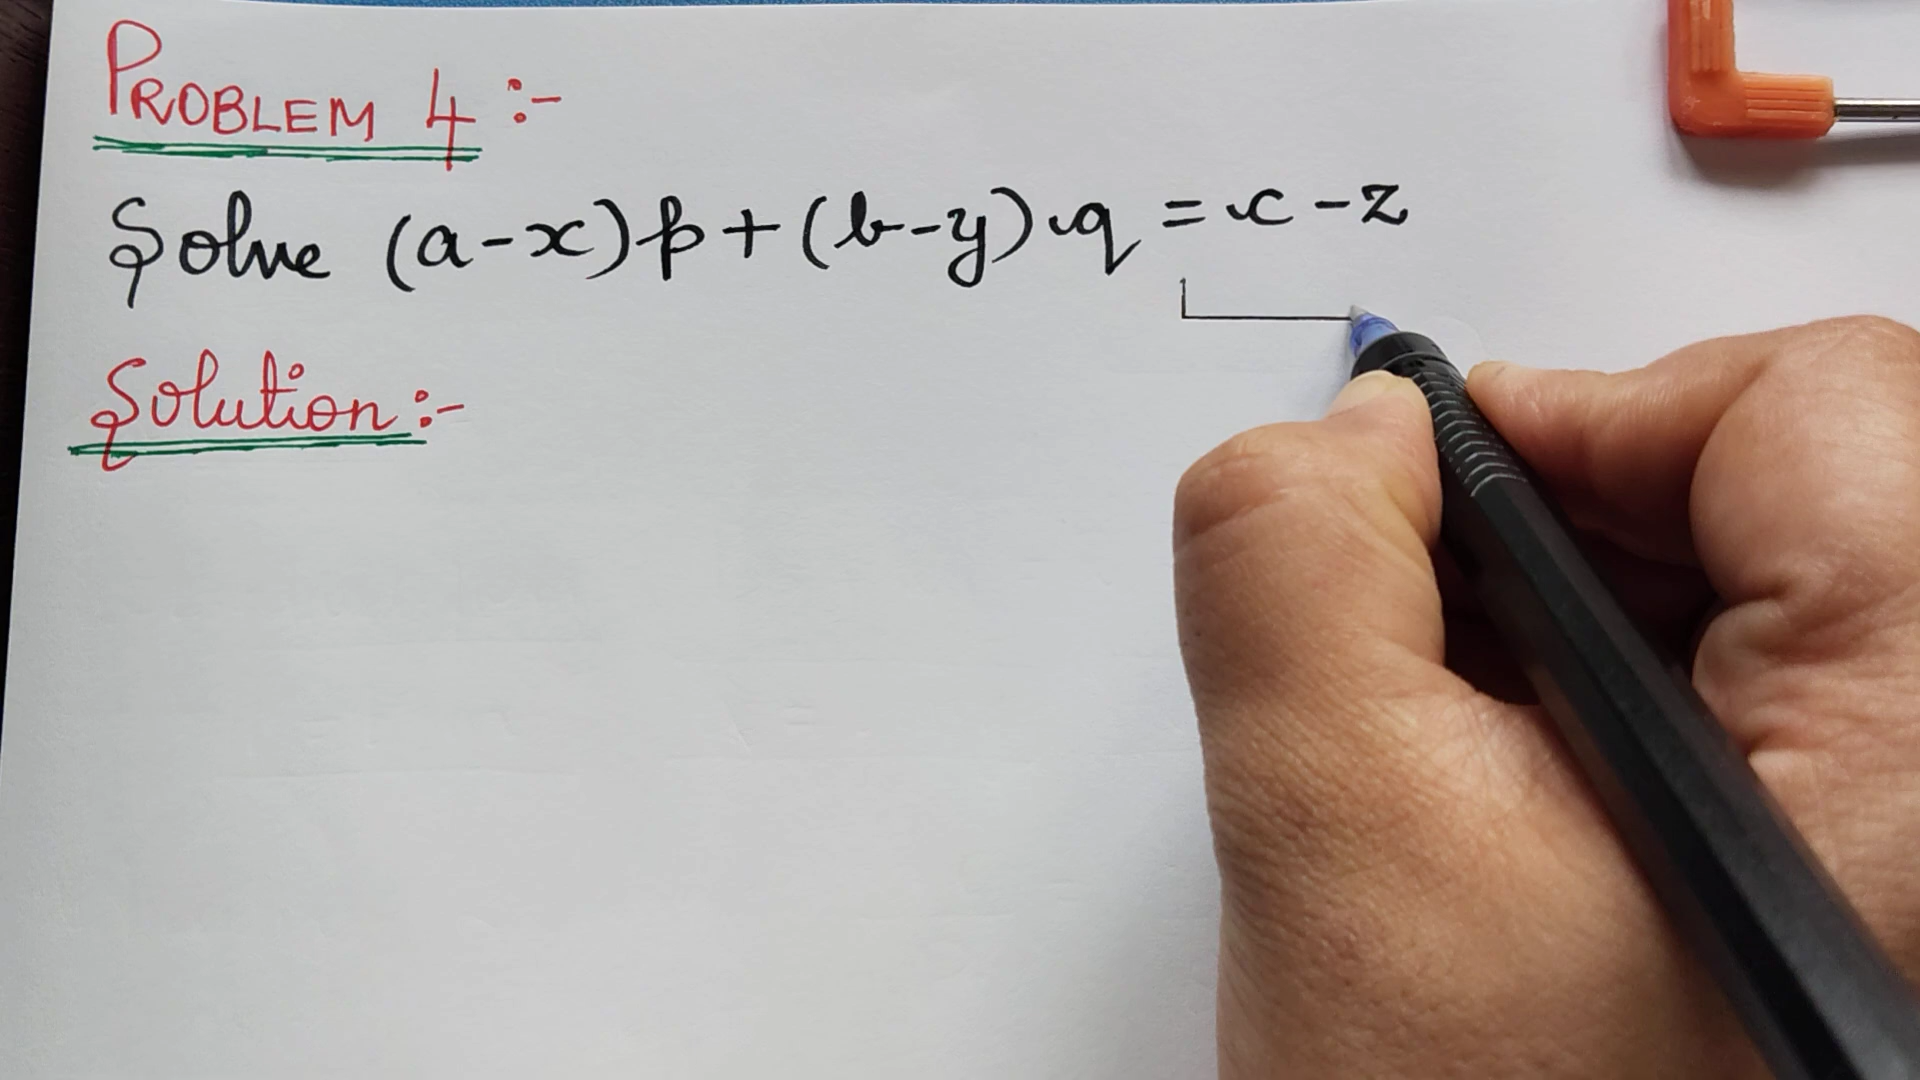 PROBLEM 4 :-
Solve (a-x)p+(b-y)q = c-z
Solution :-